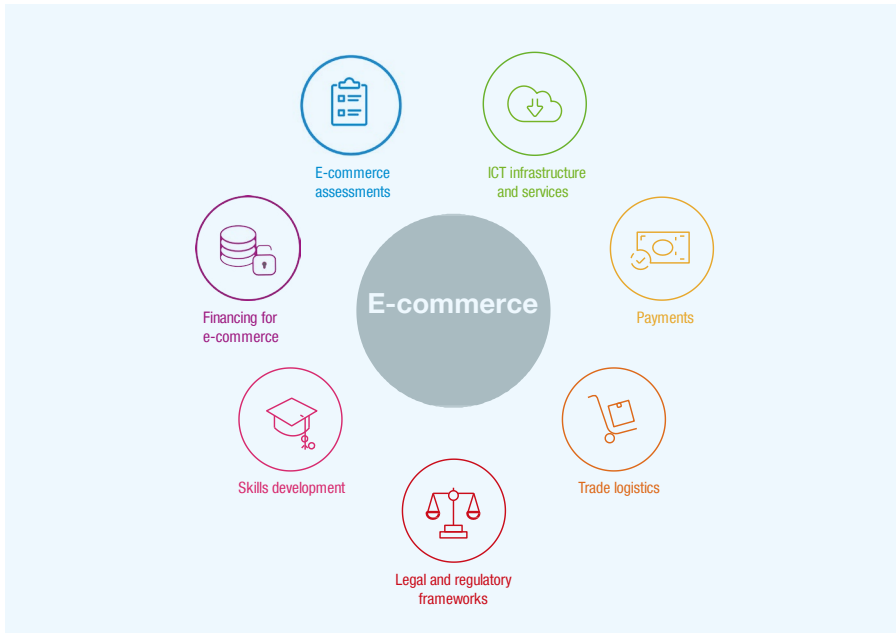 E-commerce
assessments
ICT infrastructure
and services
Financing for
e-commerce
E-commerce
Payments
Skills development
Trade logistics
Legal and regulatory
frameworks